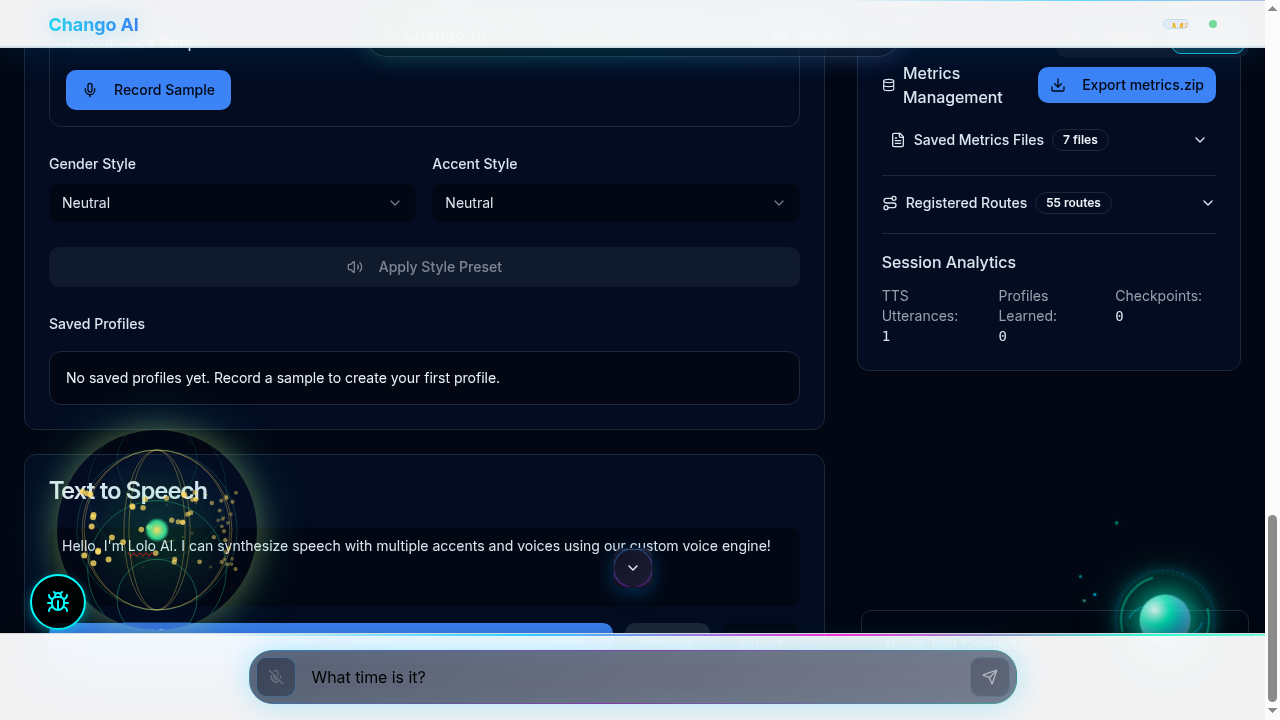 Chango AI
Record Sample
Gender Style
Accent Style
Neutral
Neutral
Apply Style Preset
Saved Profiles
No saved profiles yet. Record a sample to create your first profile.
Text to Speech
Hello, I'm Lolo AI. I can synthesize speech with multiple accents and voices using our custom voice engine!
Metrics
Management
Export metrics.zip
Saved Metrics Files 7 files
Registered Routes 55 routes
Session Analytics
TTS
Utterances:
1
Profiles
Learned:
0
Checkpoints:
0
What time is it?